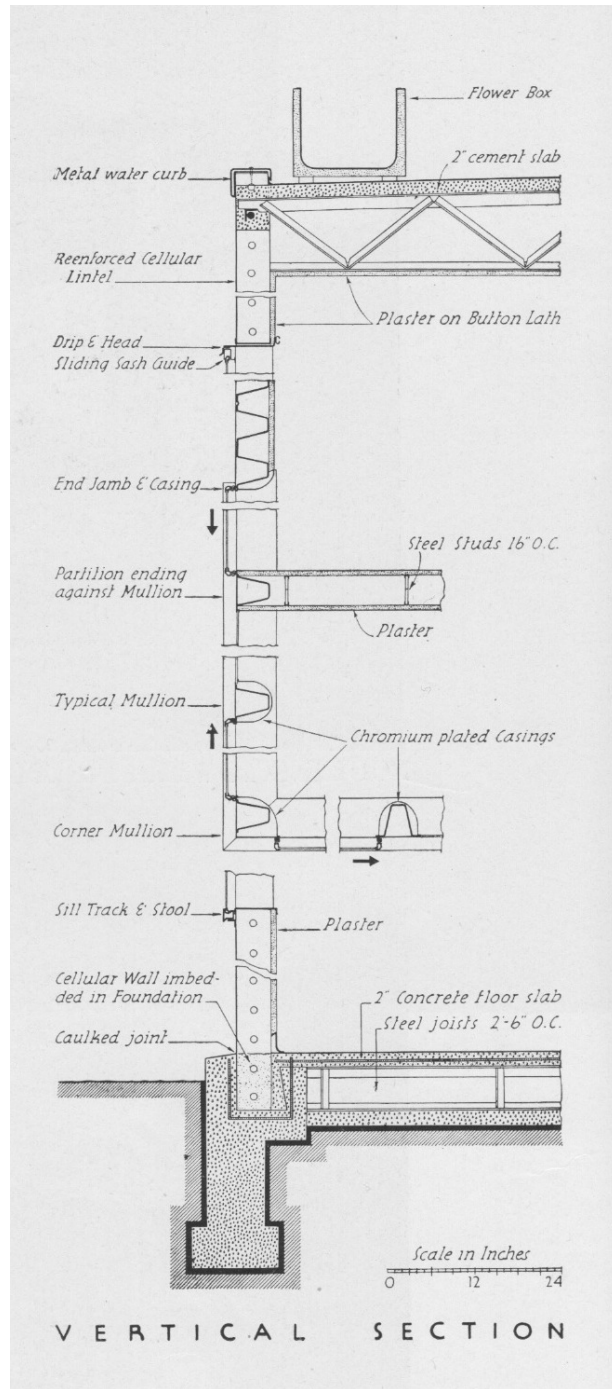 Flower Box
2" cement slab
Metal water curb
Reenforced Cellular
Lintel
Plaster on Button Lath
Drip & Head
Sliding Sash Guide
End Jamb & Casing
Steel Studs 16" O.C.
Partition ending
against Mullion
Plaster
Typical Mullion
Chromium plated Casings
Corner Mullion
Sill Track & Stool
Plaster
Cellular Wall imbed-
ded in Foundation
2" Concrete floor slab
Steel joists 2'-6" O.C.
Caulked joint
Scale in Inches
0 12 24
VERTICAL SECTION